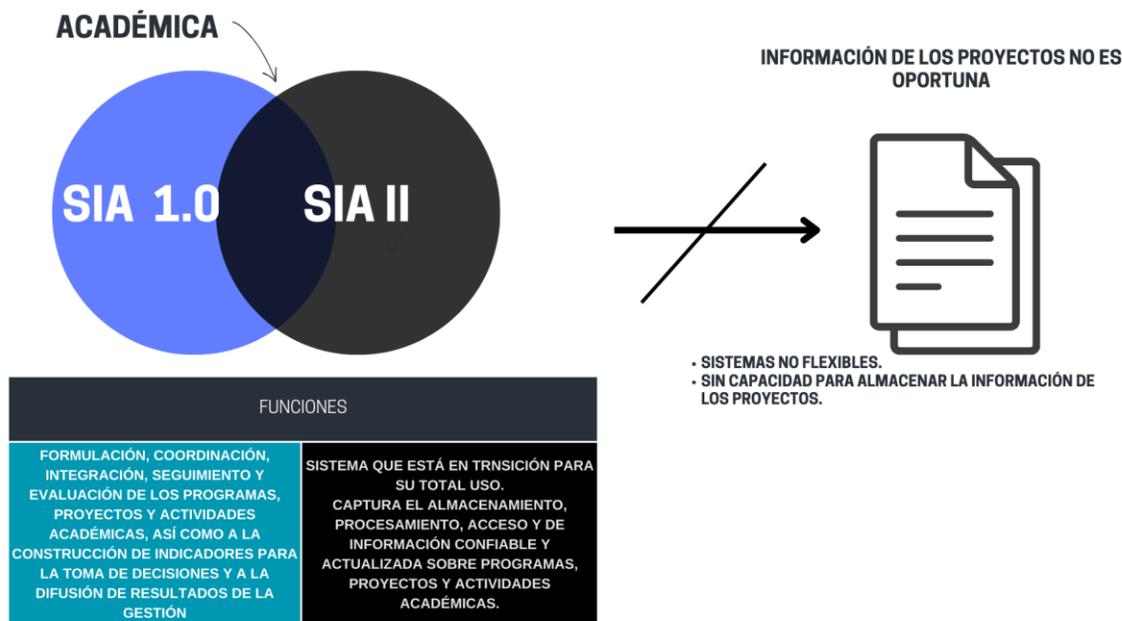 ACADÉMICA
SIA 1.0
SIA II
INFORMACIÓN DE LOS PROYECTOS NO ES
OPORTUNA
• SISTEMAS NO FLEXIBLES.
• SIN CAPACIDAD PARA ALMACENAR LA INFORMACIÓN DE
LOS PROYECTOS.
FUNCIONES
FORMULACIÓN, COORDINACIÓN,
INTEGRACIÓN, SEGUIMIENTO Y
EVALUACIÓN DE LOS PROGRAMAS,
PROYECTOS Y ACTIVIDADES
ACADÉMICAS, ASÍ COMO A LA
CONSTRUCCIÓN DE INDICADORES PARA
LA TOMA DE DECISIONES Y A LA
DIFUSIÓN DE RESULTADOS DE LA
GESTIÓN
SISTEMA QUE ESTÁ EN TRNSICIÓN PARA
SU TOTAL USO.
CAPTURA EL ALMACENAMIENTO,
PROCESAMIENTO, ACCESO Y DE
INFORMACIÓN CONFIABLE Y
ACTUALIZADA SOBRE PROGRAMAS,
PROYECTOS Y ACTIVIDADES
ACADÉMICAS.